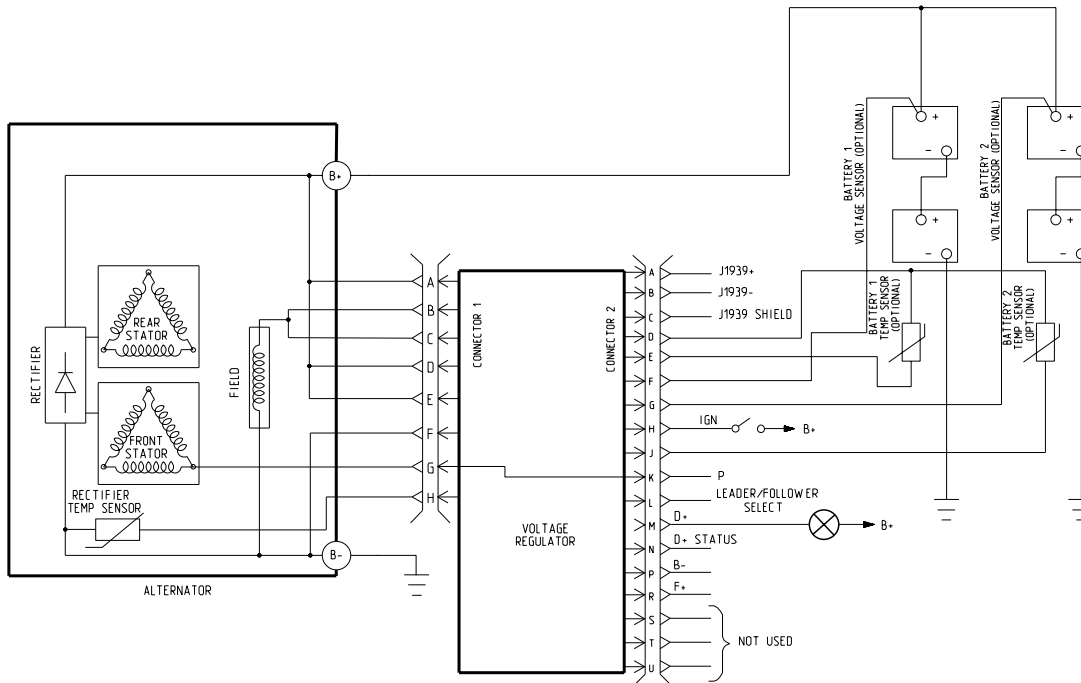 ALTERNATOR
B+
REAR
STATOR
FRONT
STATOR
RECTIFIER
RECTIFIER
TEMP SENSOR
FIELD
B-
A
B
C
D
E
F
G
H
CONNECTOR 1
VOLTAGE
REGULATOR
CONNECTOR 2
A
B
C
D
E
F
G
H
J
K
L
M
N
P
R
S
T
U
J1939+
J1939-
J1939 SHIELD
IGN
B+
P
LEADER/FOLLOWER
SELECT
D+
B+
D+ STATUS
B-
F+
NOT USED
BATTERY 1
VOLTAGE SENSOR (OPTIONAL)
BATTERY 2
VOLTAGE SENSOR (OPTIONAL)
BATTERY 1
TEMP SENSOR
(OPTIONAL)
BATTERY 2
TEMP SENSOR
(OPTIONAL)
+
-
+
-
+
-
+
-